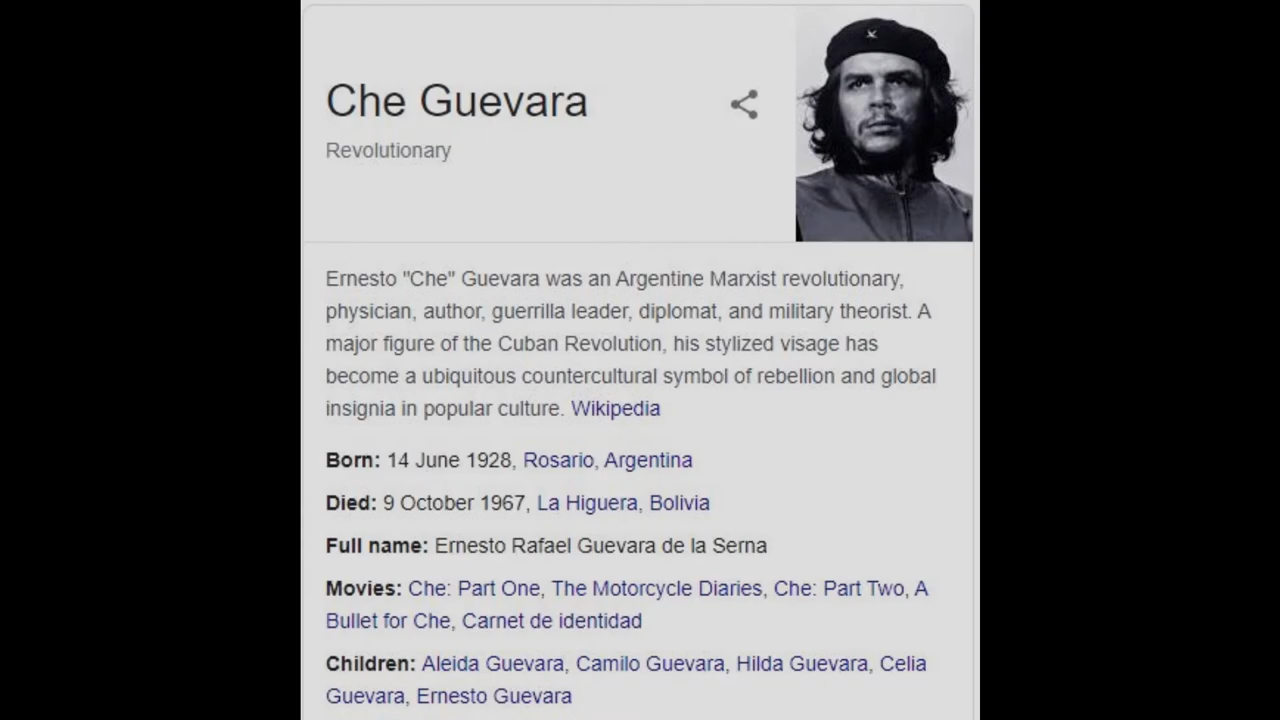 Che Guevara
Revolutionary
Ernesto "Che" Guevara was an Argentine Marxist revolutionary,
physician, author, guerrilla leader, diplomat, and military theorist. A
major figure of the Cuban Revolution, his stylized visage has
become a ubiquitous countercultural symbol of rebellion and global
insignia in popular culture. Wikipedia
Born: 14 June 1928, Rosario, Argentina
Died: 9 October 1967, La Higuera, Bolivia
Full name: Ernesto Rafael Guevara de la Serna
Movies: Che: Part One, The Motorcycle Diaries, Che: Part Two, A
Bullet for Che, Carnet de identidad
Children: Aleida Guevara, Camilo Guevara, Hilda Guevara, Celia
Guevara, Ernesto Guevara